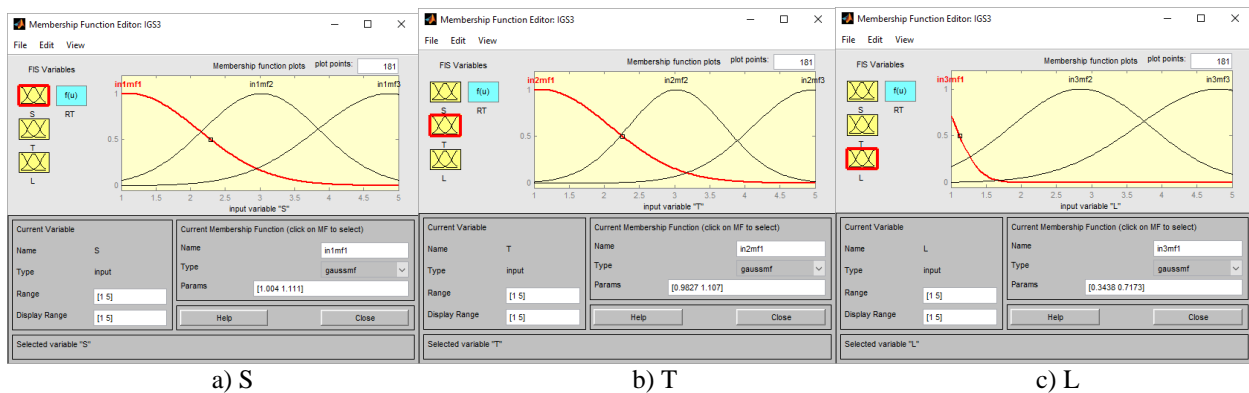 Membership Function Editor: IGS3
File Edit View
FIS Variables
Membership function plots plot points: 181
f(u)
S
RT
T
L
in1mf1 in1mf2 in1mf3
1
0.5
0
1 1.5 2 2.5 3 3.5 4 4.5 5
input variable "S"
Current Variable
Name S
Type input
Range [1 5]
Display Range [1 5]
Current Membership Function (click on MF to select)
Name in1mf1
Type gaussmf
Params [1.004 1.111]
Help Close
Selected variable "S"
a) S
Membership Function Editor: IGS3
File Edit View
FIS Variables
Membership function plots plot points: 181
f(u)
S
RT
T
L
in2mf1 in2mf2 in2mf3
1
0.5
0
1 1.5 2 2.5 3 3.5 4 4.5 5
input variable "T"
Current Variable
Name T
Type input
Range [1 5]
Display Range [1 5]
Current Membership Function (click on MF to select)
Name in2mf1
Type gaussmf
Params [0.9827 1.107]
Help Close
Selected variable "T"
b) T
Membership Function Editor: IGS3
File Edit View
FIS Variables
Membership function plots plot points: 181
f(u)
S
RT
T
L
in3mf1 in3mf2 in3mf3
1
0.5
0
1 1.5 2 2.5 3 3.5 4 4.5 5
input variable "L"
Current Variable
Name L
Type input
Range [1 5]
Display Range [1 5]
Current Membership Function (click on MF to select)
Name in3mf1
Type gaussmf
Params [0.3438 0.7173]
Help Close
Selected variable "L"
c) L